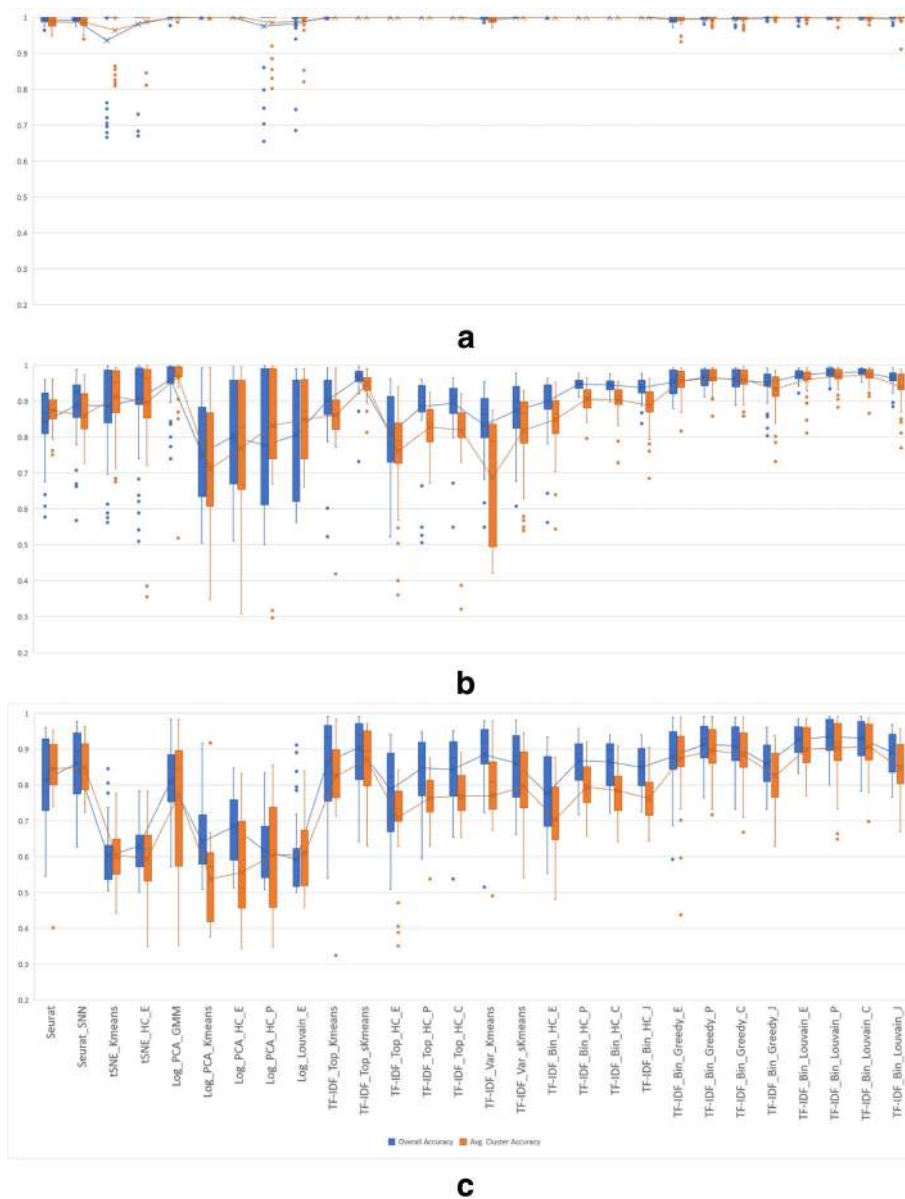 1
0.9
0.8
0.7
0.6
0.5
0.4
0.3
0.2
a
1
0.9
0.8
0.7
0.6
0.5
0.4
0.3
0.2
b
1
0.9
0.8
0.7
0.6
0.5
0.4
0.3
0.2
Seurat
Seurat_SNN
tSNE_Kmeans
tSNE_HC_E
Log_PCA_GMM
Log_PCA_Kmeans
Log_PCA_HC_E
Log_PCA_HC_P
Log_Louvain_E
TF-IDF_Top_Kmeans
TF-IDF_Top_sKmeans
TF-IDF_Top_HC_E
TF-IDF_Top_HC_P
TF-IDF_Top_HC_C
TF-IDF_Var_Kmeans
TF-IDF_Var_sKmeans
TF-IDF_Bin_HC_E
TF-IDF_Bin_HC_P
TF-IDF_Bin_HC_C
TF-IDF_Bin_HC_J
TF-IDF_Bin_Greedy_E
TF-IDF_Bin_Greedy_P
TF-IDF_Bin_Greedy_C
TF-IDF_Bin_Greedy_J
TF-IDF_Bin_Louvain_E
TF-IDF_Bin_Louvain_P
TF-IDF_Bin_Louvain_C
TF-IDF_Bin_Louvain_J
Overall Accuracy Avg. Cluster Accuracy
c